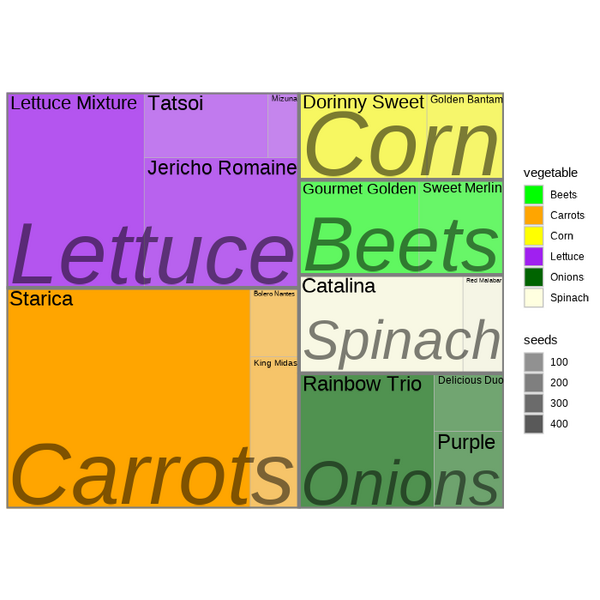 Lettuce Mixture
Tatsoi
Mizuna
Jericho Romaine
Lettuce
Starica
Bolero Nantes
King Midas
Carrots
Dorinny Sweet
Golden Bantam
Corn
Gourmet Golden
Sweet Merlin
Beets
Catalina
Red Malabar
Spinach
Rainbow Trio
Delicious Duo
Purple
Onions
vegetable
Beets
Carrots
Corn
Lettuce
Onions
Spinach
seeds
100
200
300
400